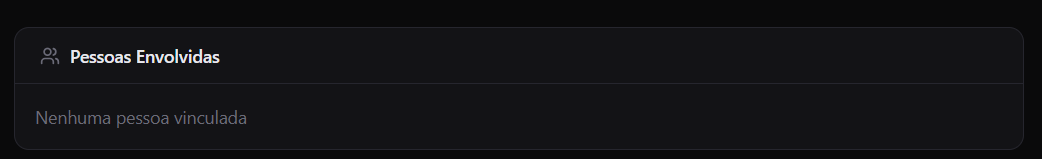 Pessoas Envolvidas
Nenhuma pessoa vinculada